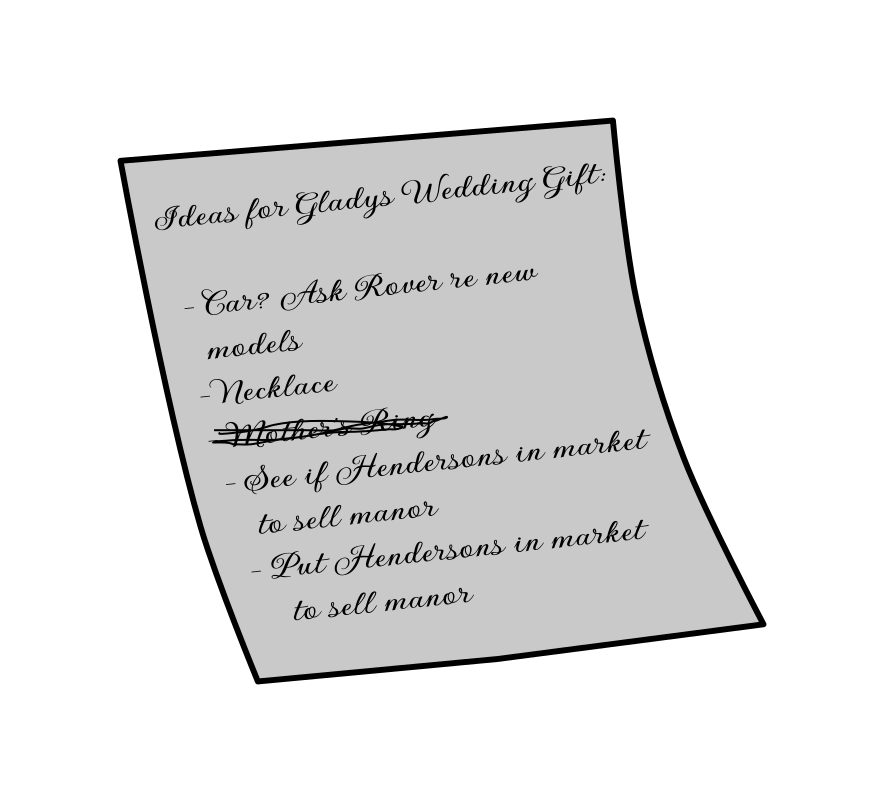 Ideas for Gladys Wedding Gift:
- Car? Ask Rover re new
models
-Necklace
- Mother's Ring
- See if Hendersons in market
to sell manor
- Put Hendersons in market
to sell manor